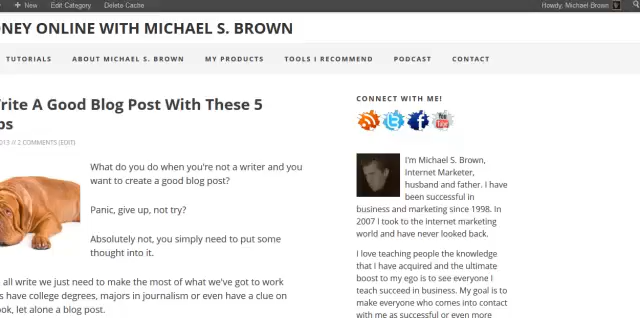 + New Edit Category Delete Cache Howdy, Michael Brown
ONEY ONLINE WITH MICHAEL S. BROWN
TUTORIALS ABOUT MICHAEL S. BROWN MY PRODUCTS TOOLS I RECOMMEND PODCAST CONTACT
rite A Good Blog Post With These 5
ps
013 // 2 COMMENTS (EDIT)
What do you do when you're not a writer and you
want to create a good blog post?
Panic, give up, not try?
Absolutely not, you simply need to put some
thought into it.
all write we just need to make the most of what we've got to work
s have college degrees, majors in journalism or even have a clue on
ook, let alone a blog post.
CONNECT WITH ME!
You
Tube
I'm Michael S. Brown,
Internet Marketer,
husband and father. I have
been successful in
business and marketing since 1998. In
2007 I took to the internet marketing
world and have never looked back.
I love teaching people the knowledge
that I have acquired and the ultimate
boost to my ego is to see everyone I
teach succeed in business. My goal is to
make everyone who comes into contact
with me as successful or even more